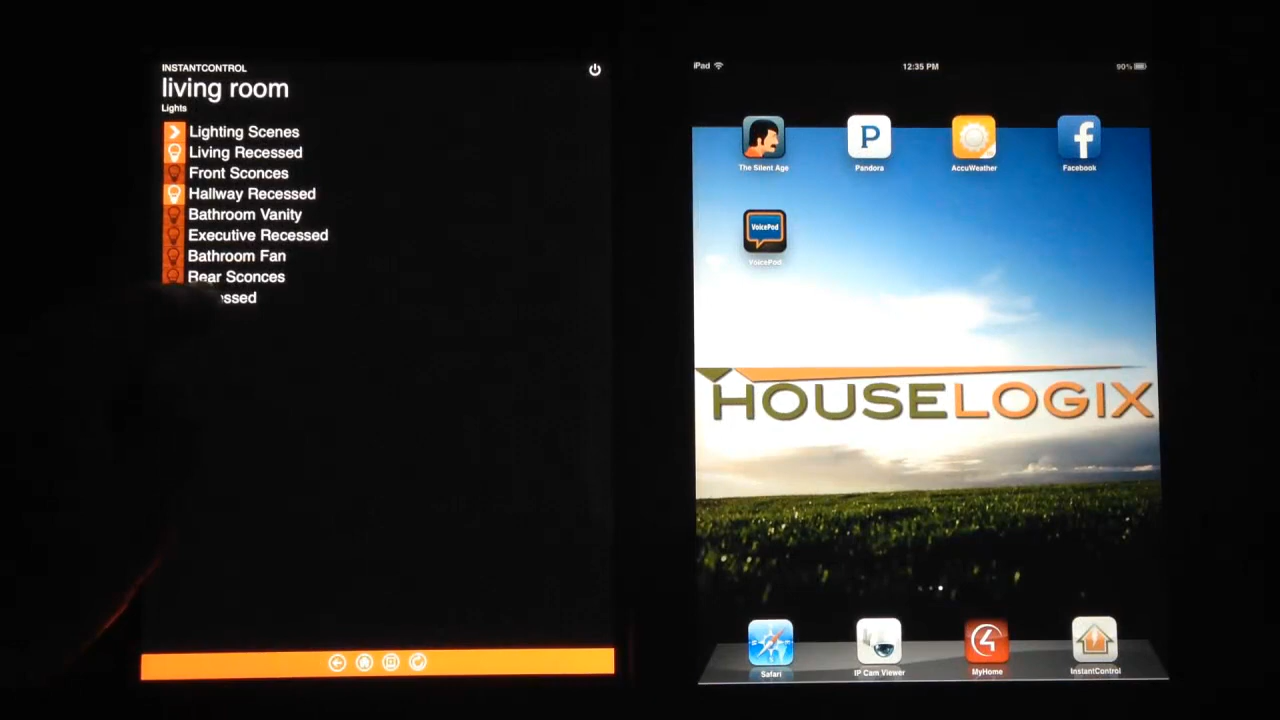 INSTANTCONTROL
living room
Lights
Lighting Scenes
Living Recessed
Front Sconces
Hallway Recessed
Bathroom Vanity
Executive Recessed
Bathroom Fan
Rear Sconces
iPad
12:35 PM
90%
The Silent Age
P
Pandora
AccuWeather
f
Facebook
VoicePod
VoicePod
HOUSELOGIX
Safari
IP Cam Viewer
4
MyHome
InstantControl